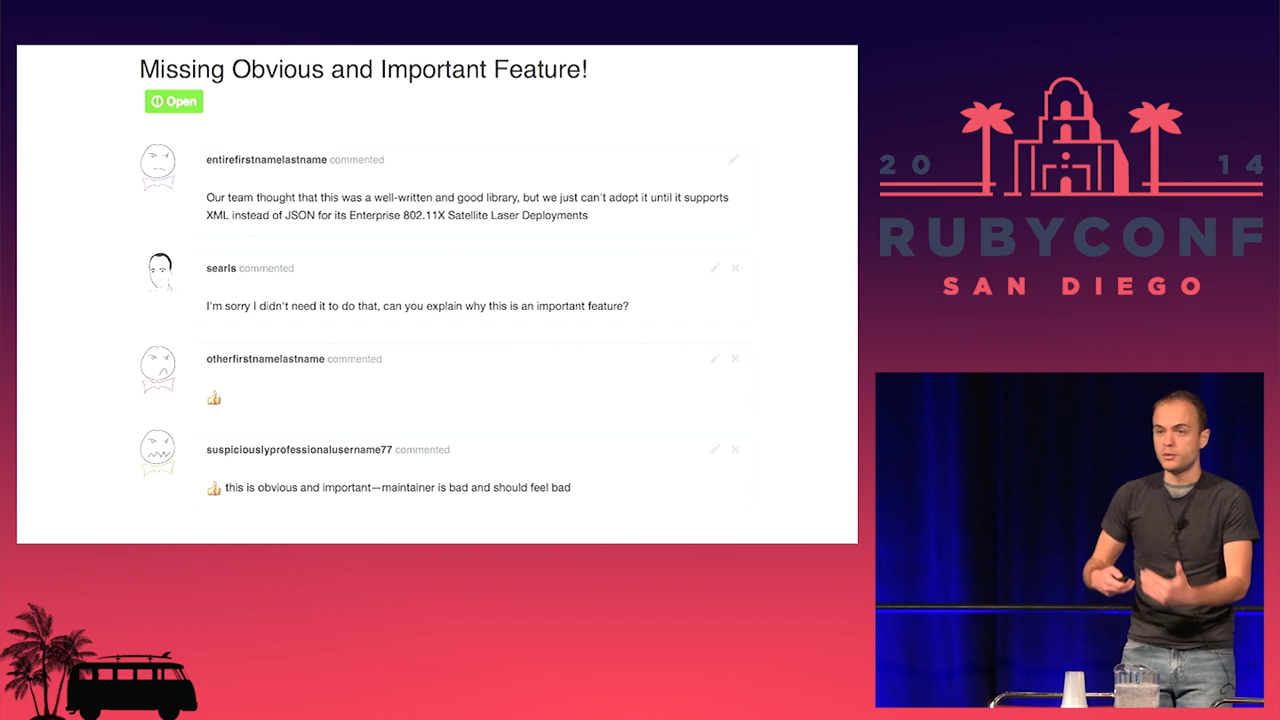 Missing Obvious and Important Feature!
Open
entirefirstnamelastname commented
Our team thought that this was a well-written and good library, but we just can't adopt it until it supports
XML instead of JSON for its Enterprise 802.11X Satellite Laser Deployments
searls commented
I'm sorry I didn't need it to do that, can you explain why this is an important feature?
otherfirstnamelastname commented
👍
suspiciouslyprofessionalusername77 commented
👍 this is obvious and important—maintainer is bad and should feel bad
20 14
RUBYCONF
SAN DIEGO